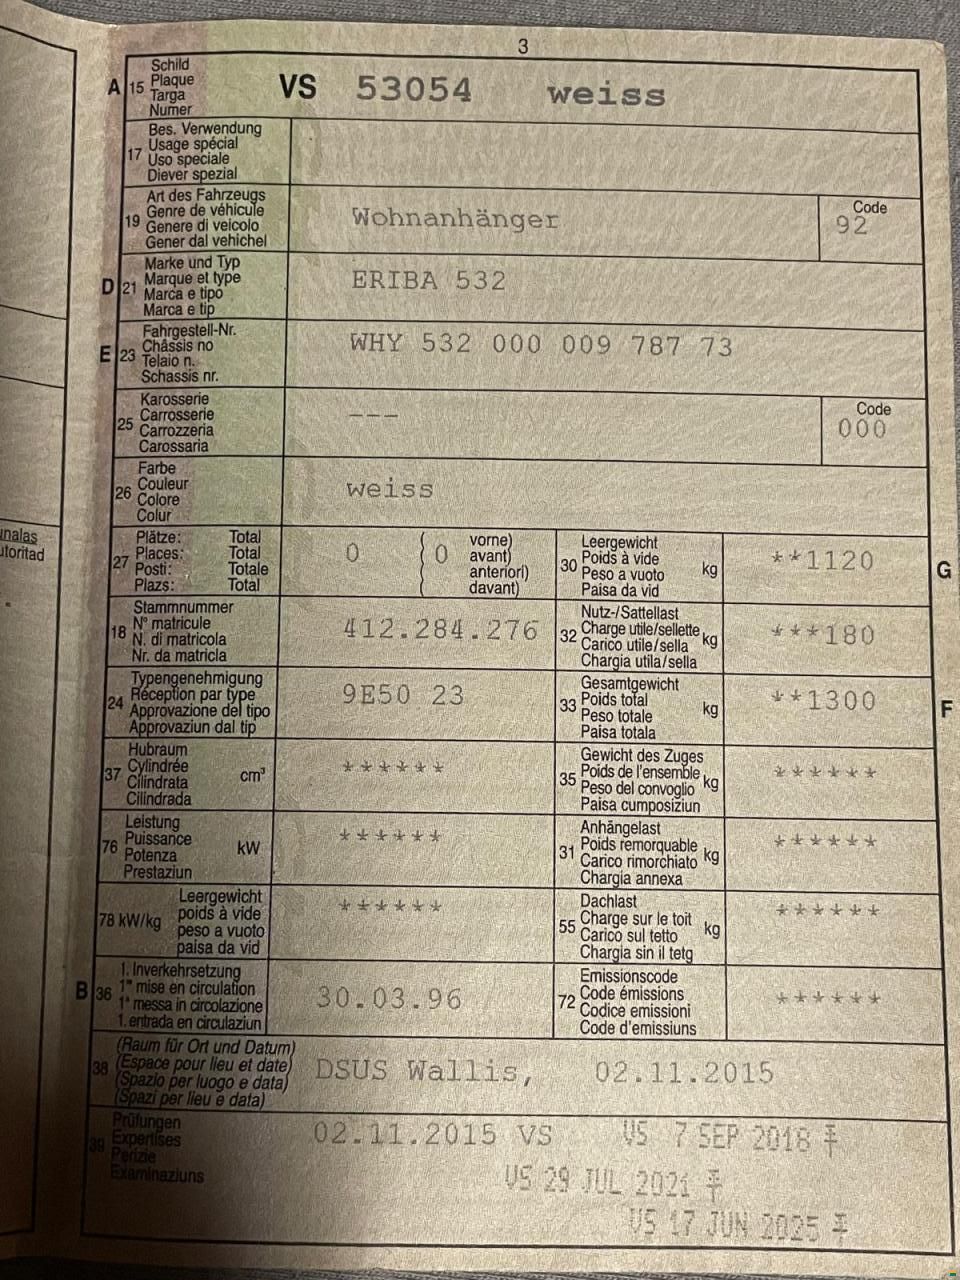 3
A 15 Schild
Plaque
Targa
Numer
VS 53054 weiss
17 Bes. Verwendung
Usage spécial
Uso speciale
Diever spezial
19 Art des Fahrzeugs
Genre de véhicule
Genere di veicolo
Gener dal vehichel
Wohnanhänger
Code
92
D 21 Marke und Typ
Marque et type
Marca e tipo
Marca e tip
ERIBA 532
E 23 Fahrgestell-Nr.
Châssis no
Telaio n.
Schassis nr.
WHY 532 000 009 787 73
25 Karosserie
Carrosserie
Carrozzeria
Carossaria
---
Code
000
26 Farbe
Couleur
Colore
Colur
weiss
unalas
utoritad
27 Plätze: Total
Places: Total
Posti: Totale
Plazs: Total
0 ( 0 vorne)
avant)
anteriori)
davant)
30 Leergewicht
Poids à vide
Peso a vuoto
Paisa da vid
kg
**1120
G
18 Stammnummer
N° matricule
N. di matricola
Nr. da matricla
412.284.276
32 Nutz-/Sattellast
Charge utile/sellette
Carico utile/sella
Chargia utila/sella
kg
***180
24 Typengenehmigung
Réception par type
Approvazione del tipo
Approvaziun dal tip
9E50 23
33 Gesamtgewicht
Poids total
Peso totale
Paisa totala
kg
**1300
F
37 Hubraum
Cylindrée
Cilindrata
Cilindrada
cm³
******
35 Gewicht des Zuges
Poids de l'ensemble
Peso del convoglio
Paisa cumposiziun
kg
******
76 Leistung
Puissance
Potenza
Prestaziun
kW
******
31 Anhängelast
Poids remorquable
Carico rimorchiato
Chargia annexa
kg
******
78 kW/kg Leergewicht
poids à vide
peso a vuoto
paisa da vid
******
55 Dachlast
Charge sur le toit
Carico sul tetto
Chargia sin il tetg
kg
******
B 36 1. Inverkehrsetzung
1re mise en circulation
1a messa in circolazione
1. entrada en circulaziun
30.03.96
72 Emissionscode
Code émissions
Codice emissioni
Code d'emissiuns
******
38 (Raum für Ort und Datum)
(Espace pour lieu et date)
(Spazio per luogo e data)
(Spazi per lieu e data)
DSUS Wallis, 02.11.2015
39 Prüfungen
Expertises
Perizie
Examinaziuns
02.11.2015 VS VS 7 SEP 2018
VS 29 JUL 2021
VS 17 JUN 2025